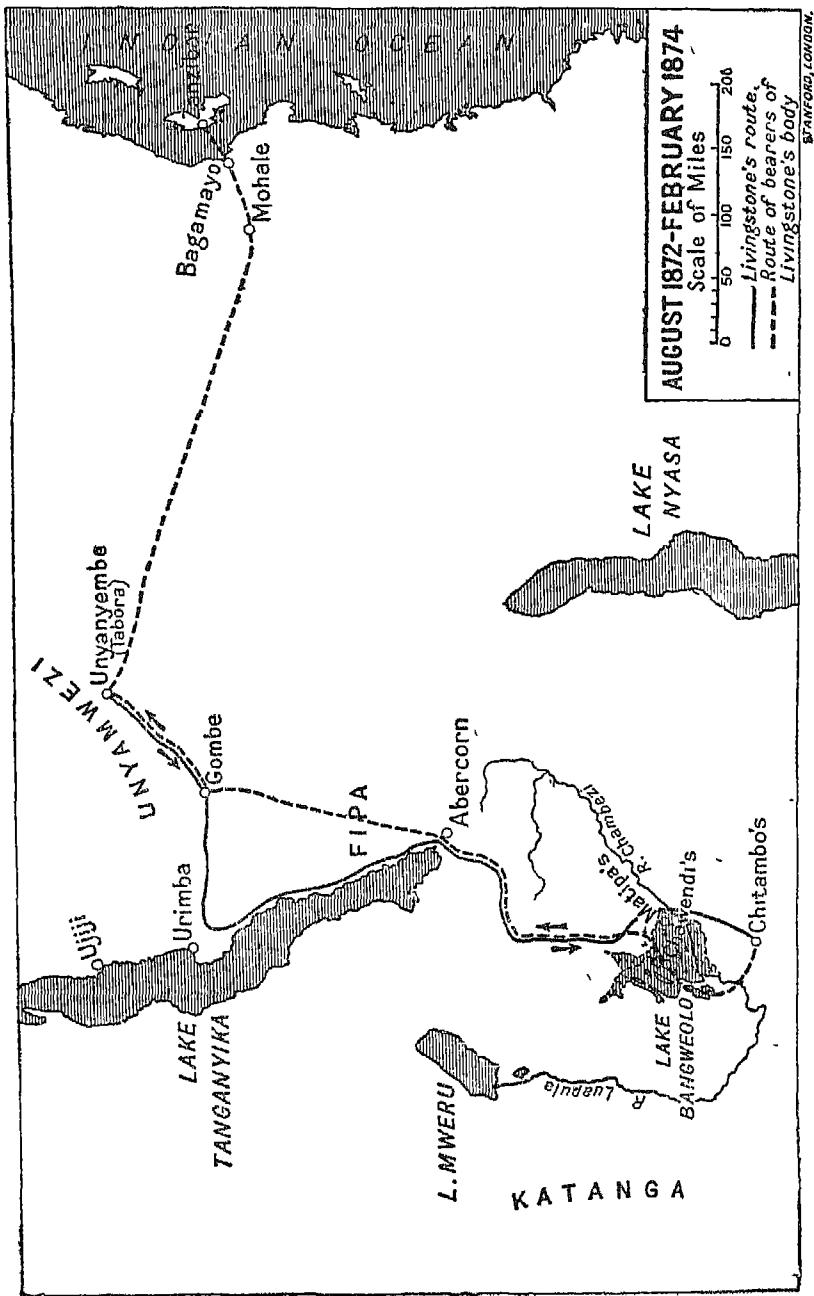 INDIAN OCEAN
Zanzibar
Bagamayo
Mohale
AUGUST 1872-FEBRUARY 1874
Scale of Miles
0 50 100 150 200
Livingstone's route.
Route of bearers of
Livingstone's body
STANFORD, LONDON.
UNYAMWEZI
Unyanyembe
(Tabora)
Gombe
Ujiji
Urimba
LAKE
TANGANYIKA
FIPA
Abercorn
LAKE
NYASA
L. MWERU
R. Luapula
KATANGA
R. Chambezi
Matipa's
LAKE
BAHGWEOLO
Chitambo's